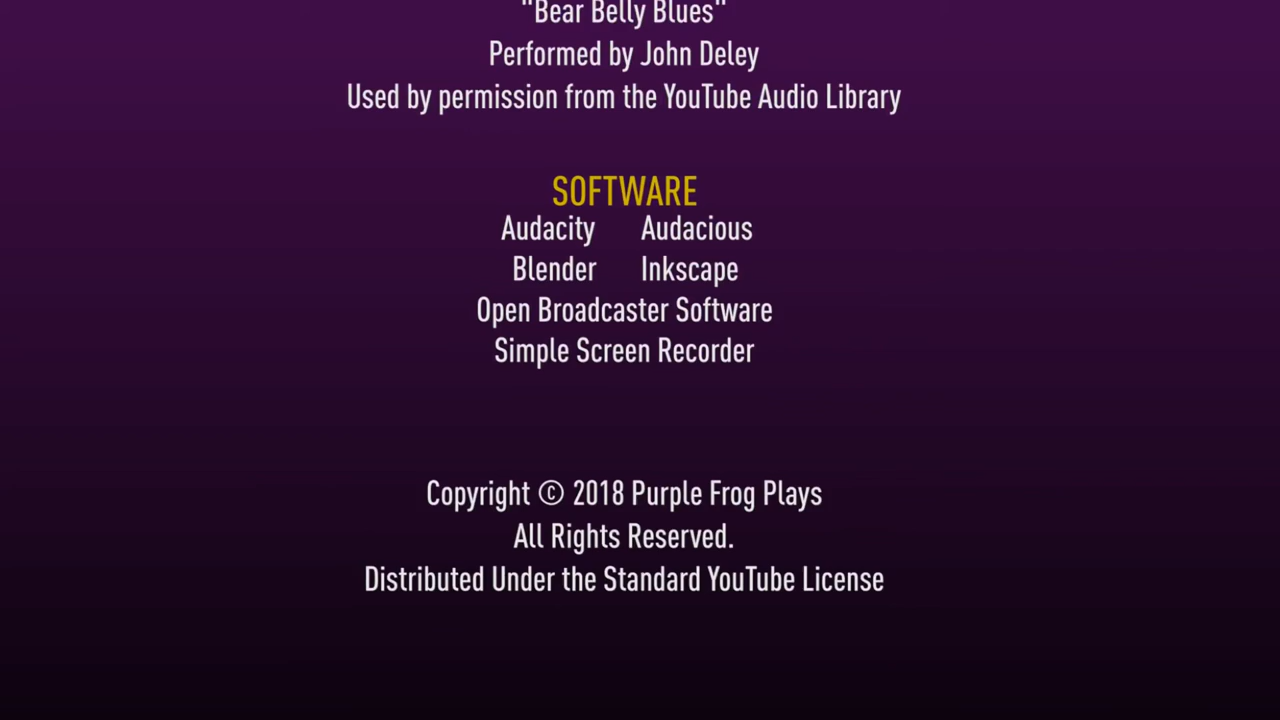 "Bear Belly Blues"
Performed by John Deley
Used by permission from the YouTube Audio Library
SOFTWARE
Audacity Audacious
Blender Inkscape
Open Broadcaster Software
Simple Screen Recorder
Copyright © 2018 Purple Frog Plays
All Rights Reserved.
Distributed Under the Standard YouTube License